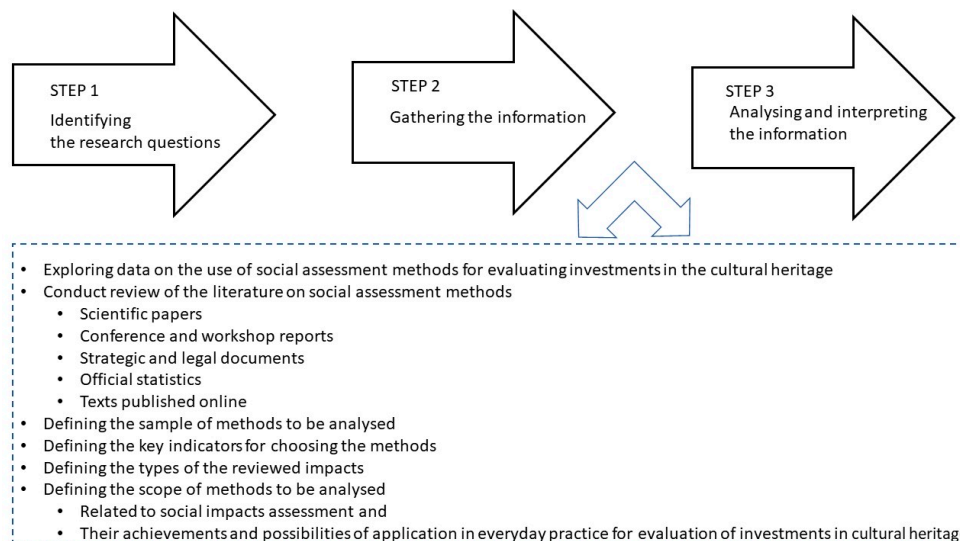 STEP 1
Identifying
the research questions
STEP 2
Gathering the information
STEP 3
Analysing and interpreting
the information
• Exploring data on the use of social assessment methods for evaluating investments in the cultural heritage
• Conduct review of the literature on social assessment methods
• Scientific papers
• Conference and workshop reports
• Strategic and legal documents
• Official statistics
• Texts published online
• Defining the sample of methods to be analysed
• Defining the key indicators for choosing the methods
• Defining the types of the reviewed impacts
• Defining the scope of methods to be analysed
• Related to social impacts assessment and
• Their achievements and possibilities of application in everyday practice for evaluation of investments in cultural heritag